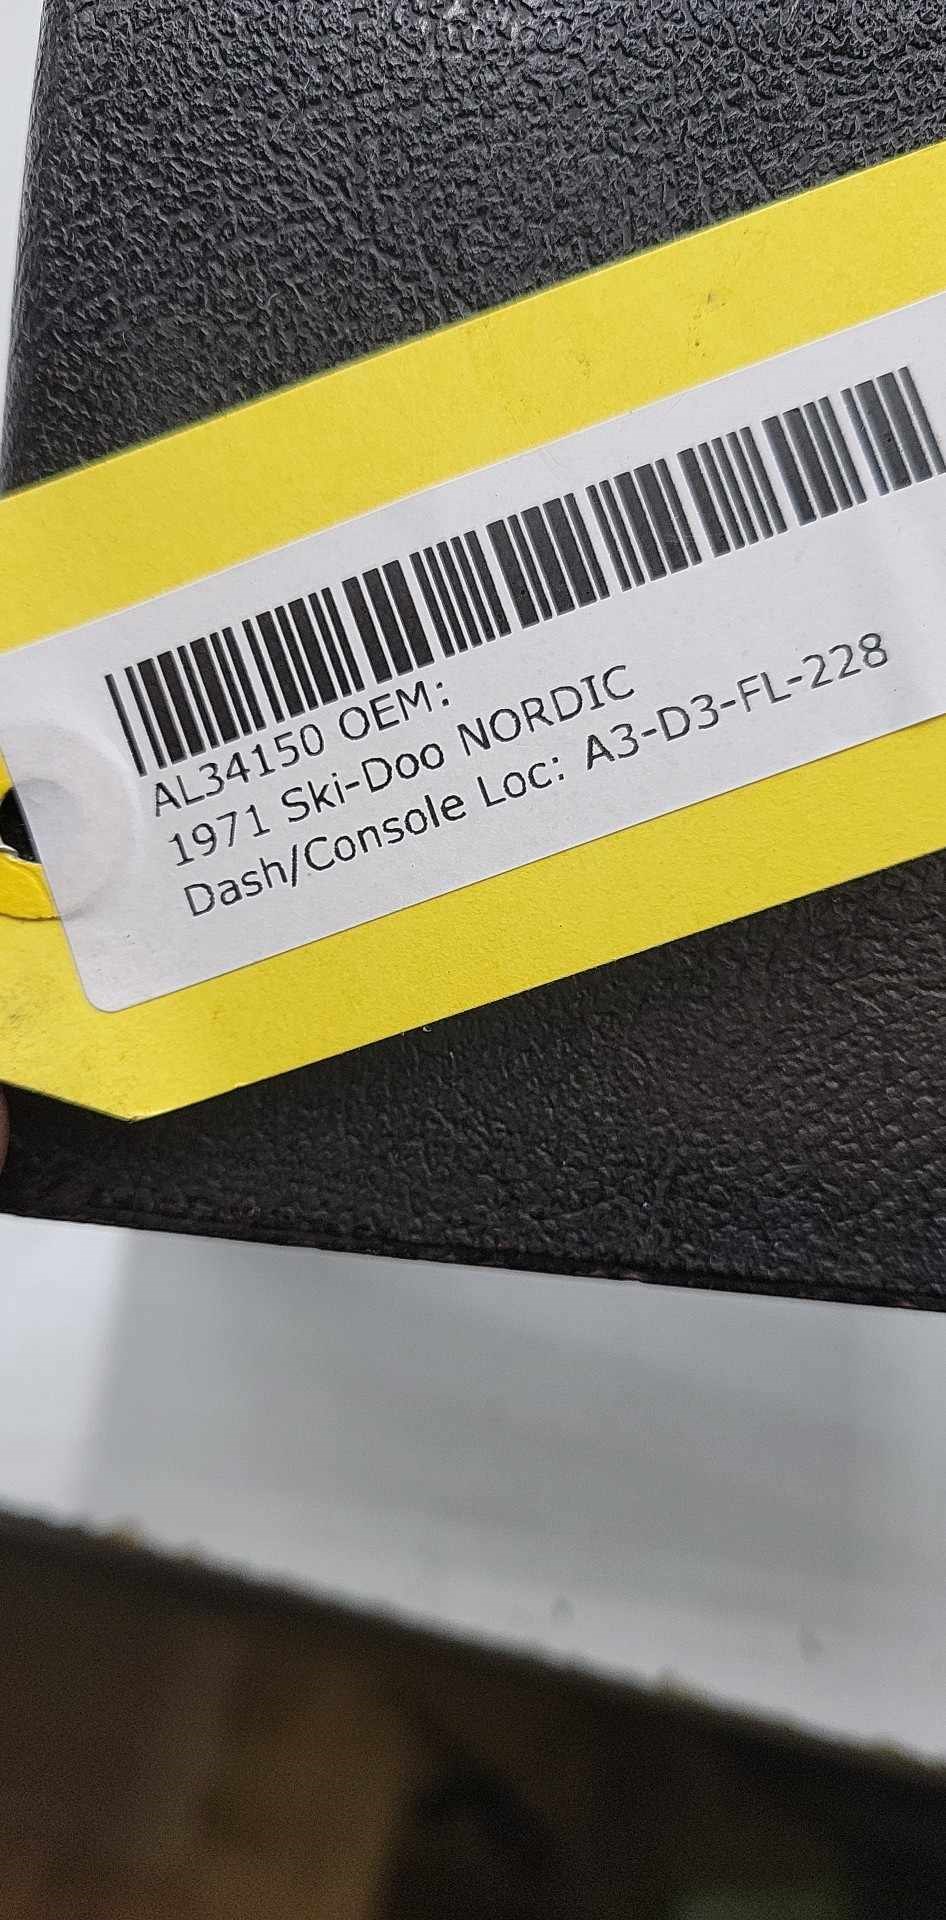 AL34150 OEM:
1971 Ski-Doo NORDIC
Dash/Console Loc: A3-D3-FL-228